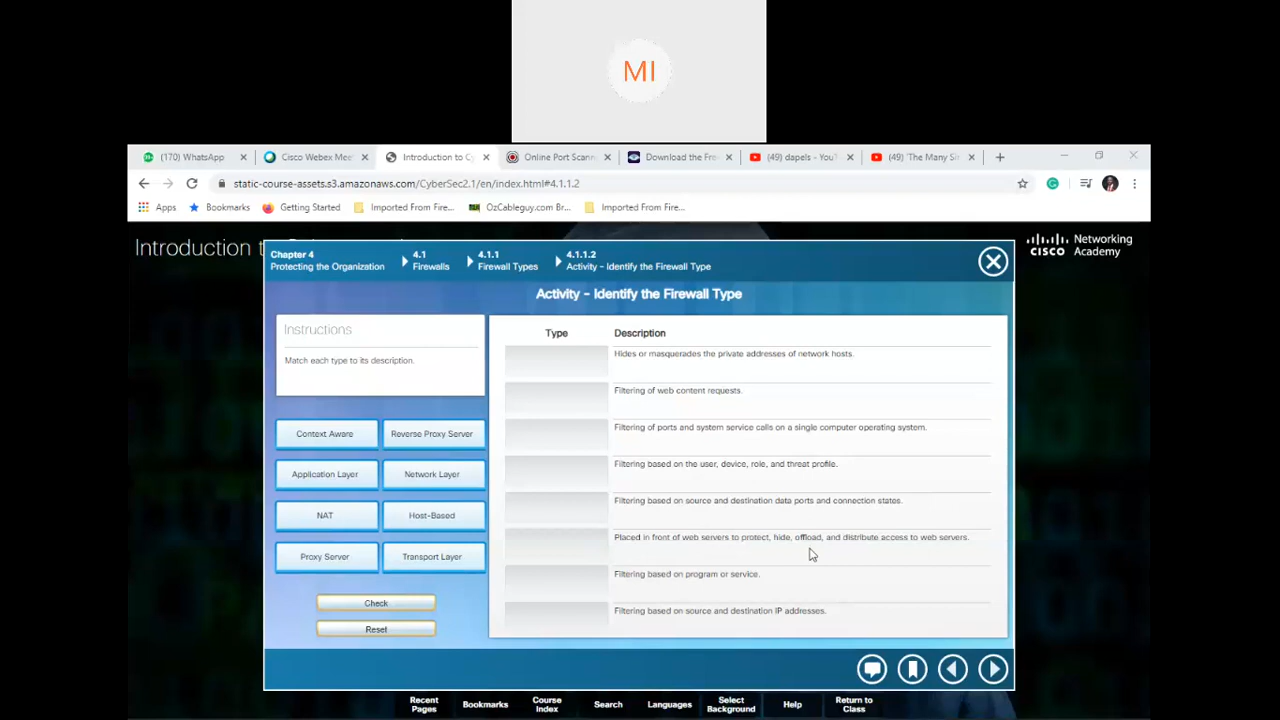 MI
(170) WhatsApp
Cisco Webex Mee
Introduction to Cy
Online Port Scann
Download the Fre
(49) dapels - YouT
(49) 'The Many Sin
static-course-assets.s3.amazonaws.com/CyberSec2.1/en/index.html#4.1.1.2
Apps
Bookmarks
Getting Started
Imported From Fire...
OzCableguy.com Br...
Imported From Fire...
Introduction t
Networking
CISCO Academy
Chapter 4
Protecting the Organization
4.1
Firewalls
4.1.1
Firewall Types
4.1.1.2
Activity – Identify the Firewall Type
Activity – Identify the Firewall Type
Instructions
Match each type to its description.
Context Aware
Reverse Proxy Server
Application Layer
Network Layer
NAT
Host-Based
Proxy Server
Transport Layer
Check
Reset
Type
Description
Hides or masquerades the private addresses of network hosts.
Filtering of web content requests.
Filtering of ports and system service calls on a single computer operating system.
Filtering based on the user, device, role, and threat profile.
Filtering based on source and destination data ports and connection states.
Placed in front of web servers to protect, hide, offload, and distribute access to web servers.
Filtering based on program or service.
Filtering based on source and destination IP addresses.
Recent
Pages
Bookmarks
Course
Index
Search
Languages
Select
Background
Help
Return to
Class